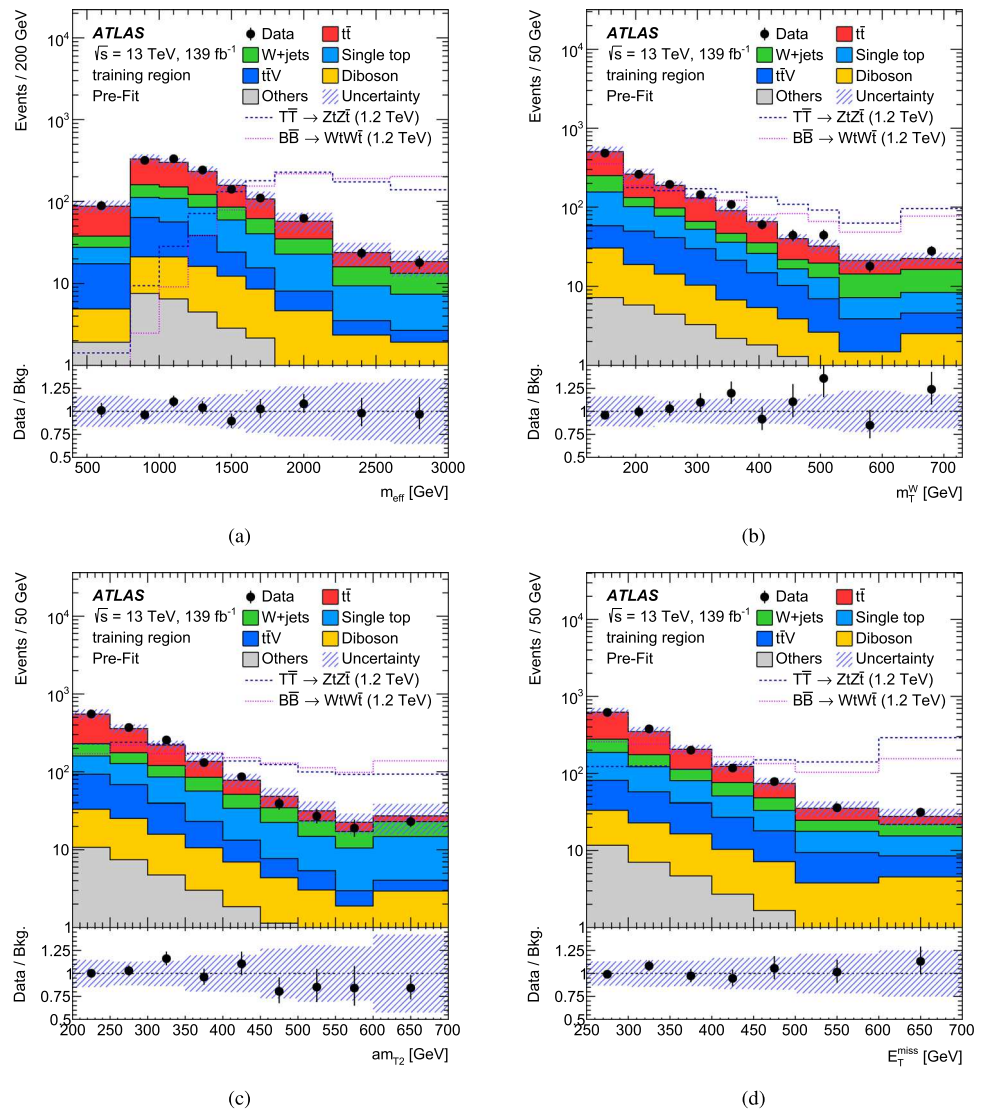 Events / 200 GeV
10⁴
10³
10²
10
1
ATLAS
√s = 13 TeV, 139 fb⁻¹
training region
Pre-Fit
Data
tt̄
W+jets
Single top
tt̄V
Diboson
Others
Uncertainty
TT̄ → ZtZt̄ (1.2 TeV)
BB̄ → WtWt̄ (1.2 TeV)
Data / Bkg.
1.25
1
0.75
0.5
500 1000 1500 2000 2500 3000
m_eff [GeV]
(a)
Events / 50 GeV
10⁴
10³
10²
10
1
ATLAS
√s = 13 TeV, 139 fb⁻¹
training region
Pre-Fit
Data
tt̄
W+jets
Single top
tt̄V
Diboson
Others
Uncertainty
TT̄ → ZtZt̄ (1.2 TeV)
BB̄ → WtWt̄ (1.2 TeV)
Data / Bkg.
1.25
1
0.75
0.5
200 300 400 500 600 700
m_T^W [GeV]
(b)
Events / 50 GeV
10⁴
10³
10²
10
1
ATLAS
√s = 13 TeV, 139 fb⁻¹
training region
Pre-Fit
Data
tt̄
W+jets
Single top
tt̄V
Diboson
Others
Uncertainty
TT̄ → ZtZt̄ (1.2 TeV)
BB̄ → WtWt̄ (1.2 TeV)
Data / Bkg.
1.25
1
0.75
0.5
200 250 300 350 400 450 500 550 600 650 700
am_T2 [GeV]
(c)
Events / 50 GeV
10⁴
10³
10²
10
1
ATLAS
√s = 13 TeV, 139 fb⁻¹
training region
Pre-Fit
Data
tt̄
W+jets
Single top
tt̄V
Diboson
Others
Uncertainty
TT̄ → ZtZt̄ (1.2 TeV)
BB̄ → WtWt̄ (1.2 TeV)
Data / Bkg.
1.25
1
0.75
0.5
250 300 350 400 450 500 550 600 650 700
E_T^miss [GeV]
(d)